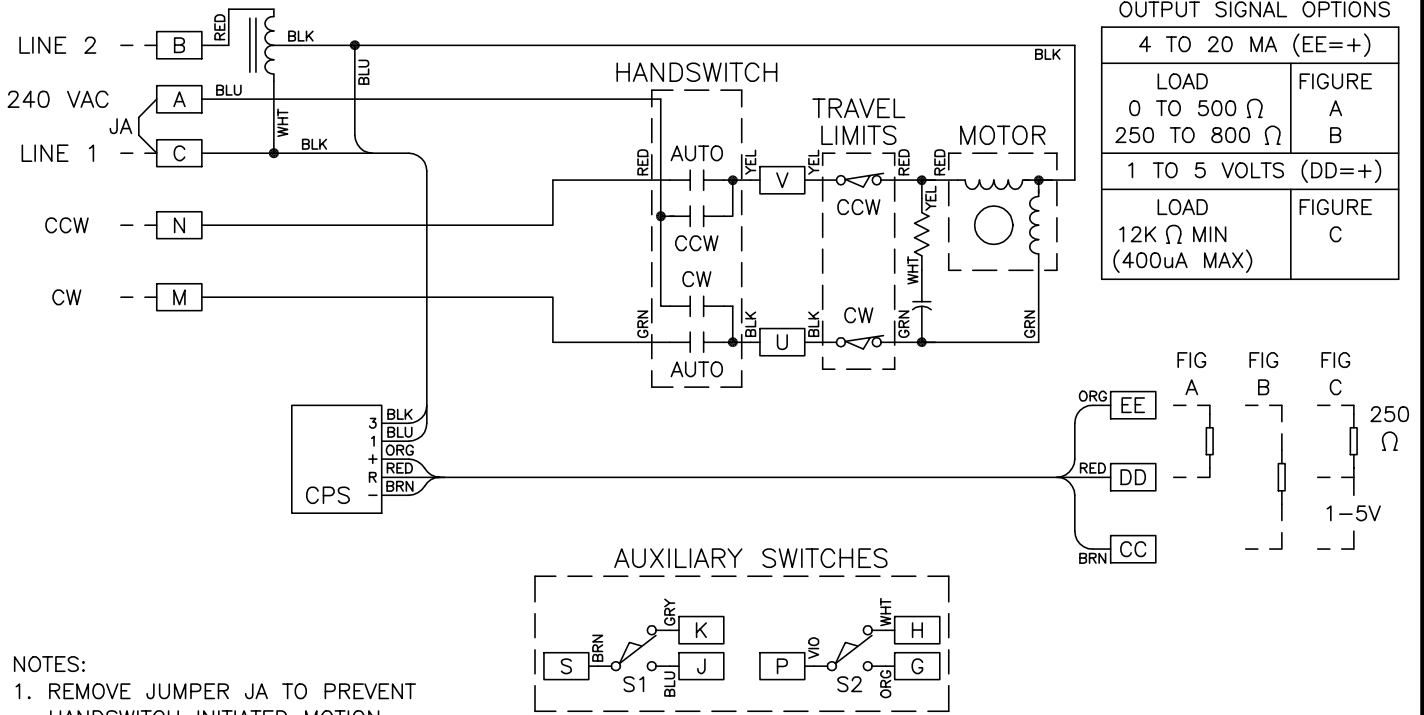 OUTPUT SIGNAL OPTIONS
4 TO 20 MA (EE=+)
LOAD FIGURE
0 TO 500 Ω A
250 TO 800 Ω B
1 TO 5 VOLTS (DD=+)
LOAD FIGURE
12K Ω MIN C
(400uA MAX)
LINE 2 B RED BLK BLU BLK
240 VAC A BLU
JA WHT
LINE 1 C BLK
HANDSWITCH
TRAVEL
LIMITS
MOTOR
AUTO
RED YEL V YEL RED RED
CCW
CCW N
CCW
YEL
WHT
CW
CW M
CW
GRN BLK U BLK GRN GRN
AUTO
CPS
3 BLK
1 BLU
+ ORG
R RED
- BRN
ORG EE
RED DD
BRN CC
FIG FIG FIG
A B C
250
Ω
1-5V
AUXILIARY SWITCHES
S BRN S1 GRY K
BLU J
P VIO S2 WHT H
ORG G
NOTES:
1. REMOVE JUMPER JA TO PREVENT
HANDSWITCH INITIATED MOTION